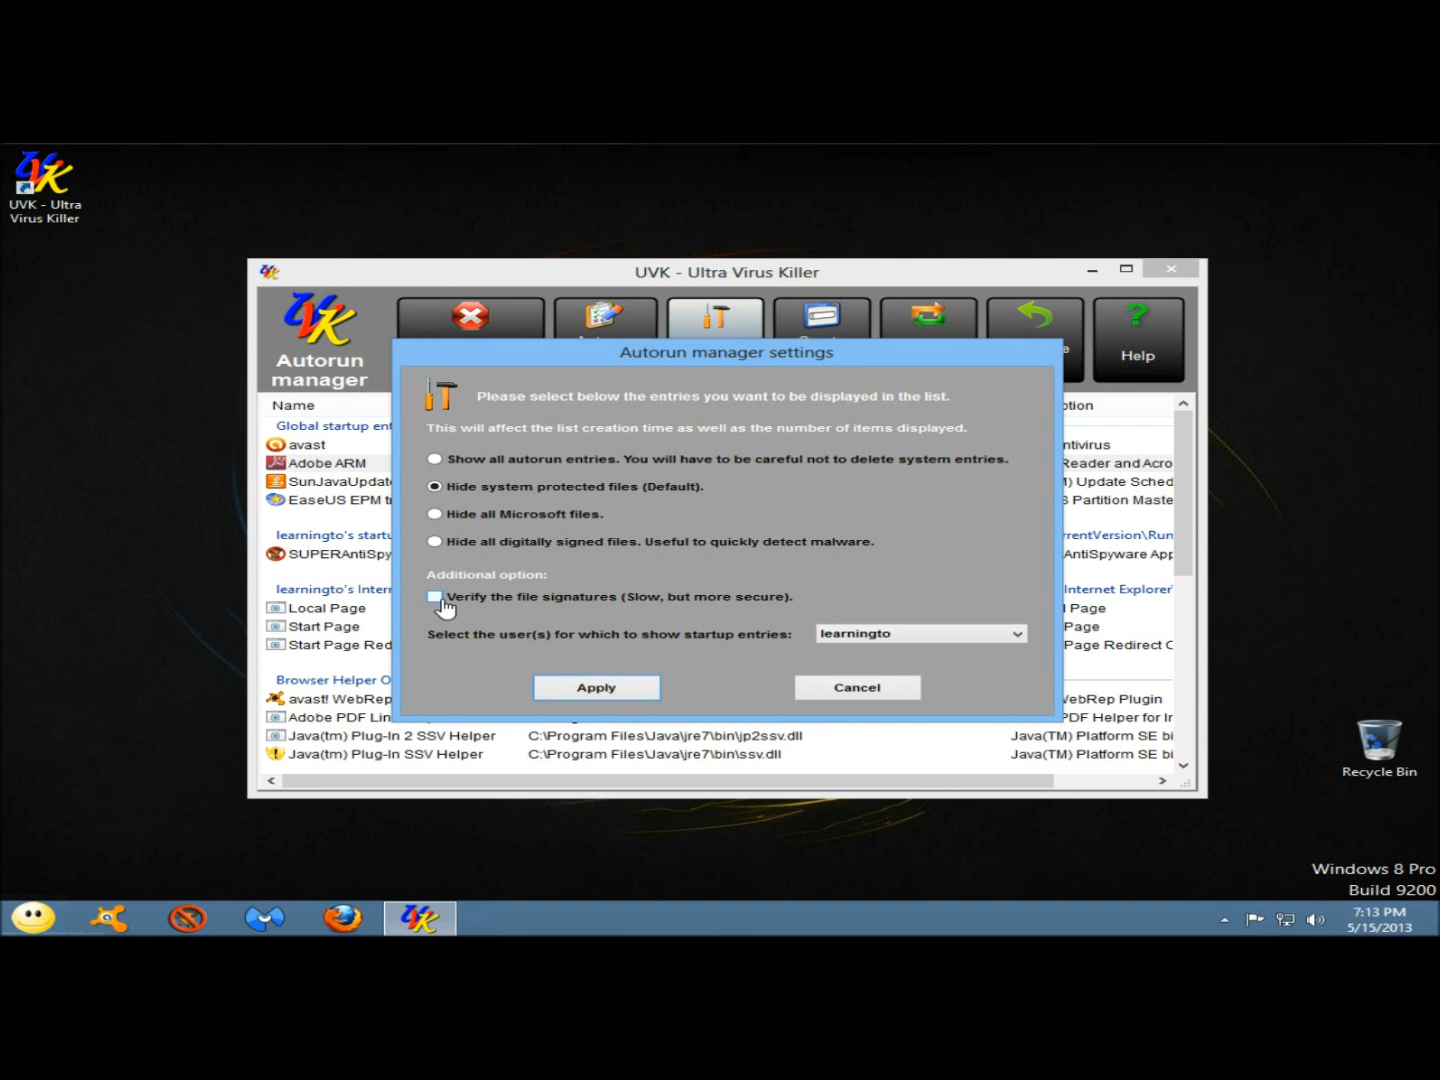 UVK - Ultra
Virus Killer
UVK - Ultra Virus Killer
UVK
Autorun
manager
Help
Autorun manager settings
Please select below the entries you want to be displayed in the list.
This will affect the list creation time as well as the number of items displayed.
Show all autorun entries. You will have to be careful not to delete system entries.
Hide system protected files (Default).
Hide all Microsoft files.
Hide all digitally signed files. Useful to quickly detect malware.
Additional option:
Verify the file signatures (Slow, but more secure).
Select the user(s) for which to show startup entries: learningto
Apply Cancel
Name
Global startup ent
avast ntivirus
Adobe ARM Reader and Acro
SunJavaUpdat ) Update Sched
EaseUS EPM tr S Partition Maste
learningto's startu rrentVersion\Run
SUPERAntiSpy AntiSpyware App
learningto's Inter Internet Explorer
Local Page l Page
Start Page Page
Start Page Red Page Redirect C
Browser Helper O
avast! WebRep WebRep Plugin
Adobe PDF Lin PDF Helper for Ir
Java(tm) Plug-In 2 SSV Helper C:\Program Files\Java\jre7\bin\jp2ssv.dll Java(TM) Platform SE bi
Java(tm) Plug-In SSV Helper C:\Program Files\Java\jre7\bin\ssv.dll Java(TM) Platform SE bi
Recycle Bin
Windows 8 Pro
Build 9200
7:13 PM
5/15/2013